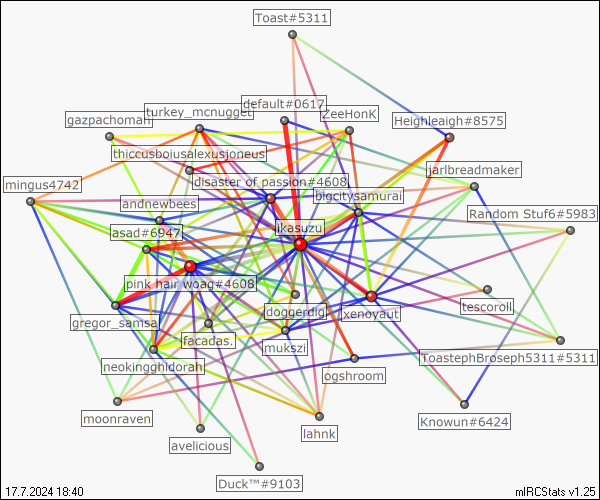 Toast#5311
default#0617
turkey_mcnugget
ZeeHonK
gazpachoman
Heighleaigh#8575
thiccusboiusalexusjoneus
jarlbreadmaker
mingus4742
disaster of passion#4608
bigcitysamurai
andnewbees
Random Stuf6#5983
ikasuzu
asad#6947
pink hair woag#4608
doggerdig
tescoroll
xenoyaut
gregor_samsa
facadas.
mukszi
ToastephBroseph5311#5311
neokingghidorah
ogshroom
moonraven
lahnk
Knowun#6424
avelicious
Duck™#9103
17.7.2024 18:40
mIRCStats v1.25